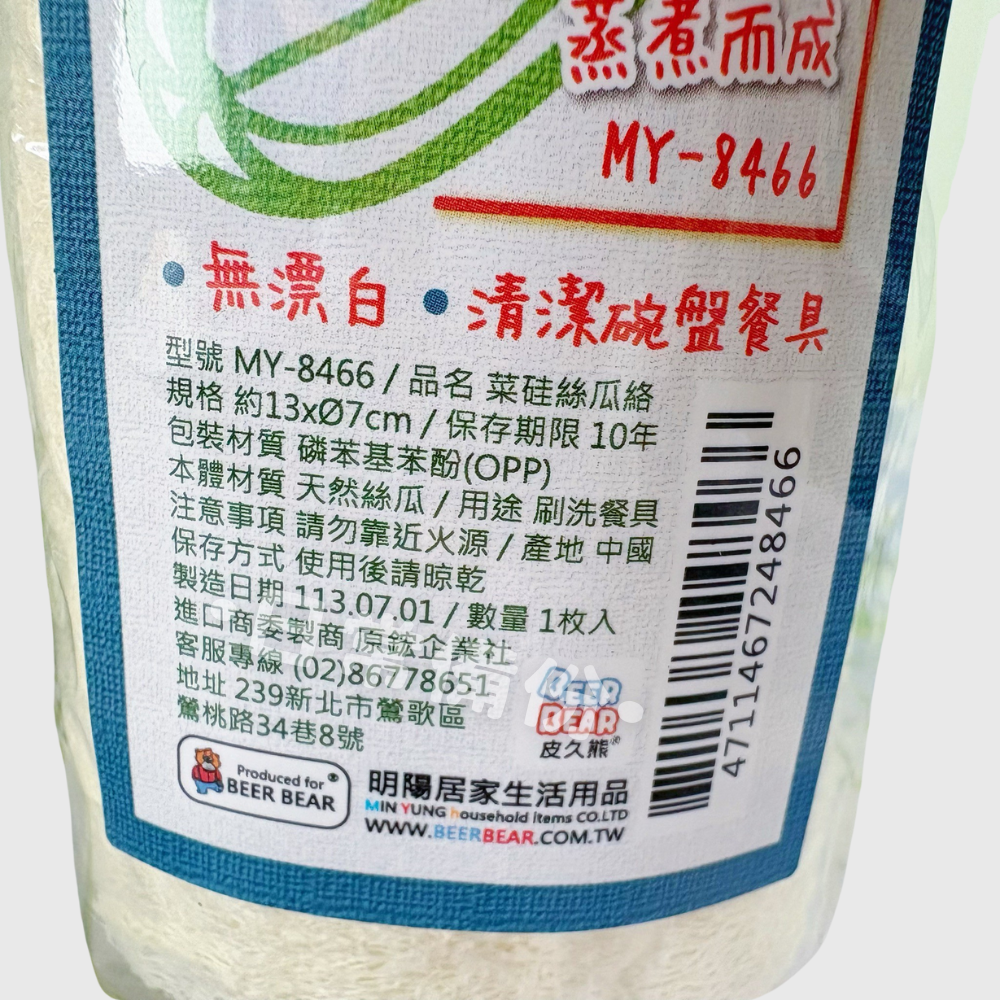 蒸煮而成
MY-8466
•無漂白•清潔碗盤餐具
型號 MY-8466 / 品名 菜硅絲瓜絡
規格 約13xØ7cm / 保存期限 10年
包裝材質 磷苯基苯酚(OPP)
本體材質 天然絲瓜 / 用途 刷洗餐具
注意事項 請勿靠近火源 / 產地 中國
保存方式 使用後請晾乾
製造日期 113.07.01 / 數量 1枚入
進口商委製商 原鋐企業社
客服專線 (02)86778651
地址 239新北市鶯歌區
鶯桃路34巷8號
BEER
BEAR
皮久熊®
4711467248466
Produced for ®
BEER BEAR
明陽居家生活用品
MIN YUNG household items CO.LTD
WWW.BEERBEAR.COM.TW